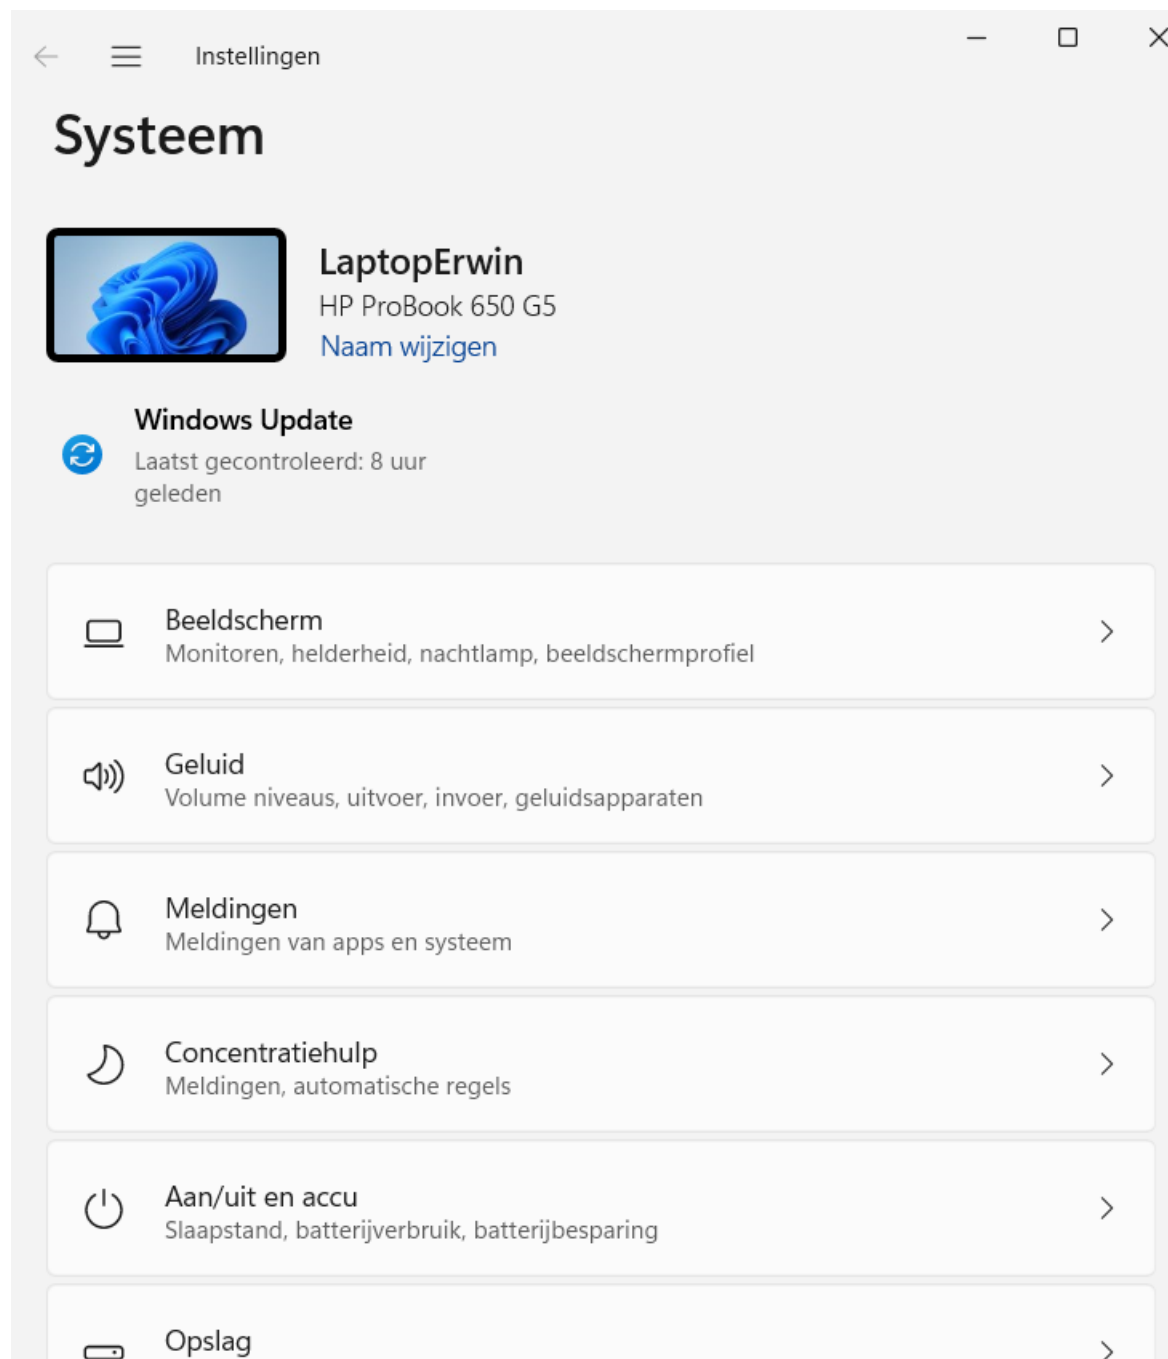 Instellingen
Systeem
LaptopErwin
HP ProBook 650 G5
Naam wijzigen
Windows Update
Laatst gecontroleerd: 8 uur
geleden
Beeldscherm
Monitoren, helderheid, nachtlamp, beeldschermprofiel
Geluid
Volume niveaus, uitvoer, invoer, geluidsapparaten
Meldingen
Meldingen van apps en systeem
Concentratiehulp
Meldingen, automatische regels
Aan/uit en accu
Slaapstand, batterijverbruik, batterijbesparing
Opslag